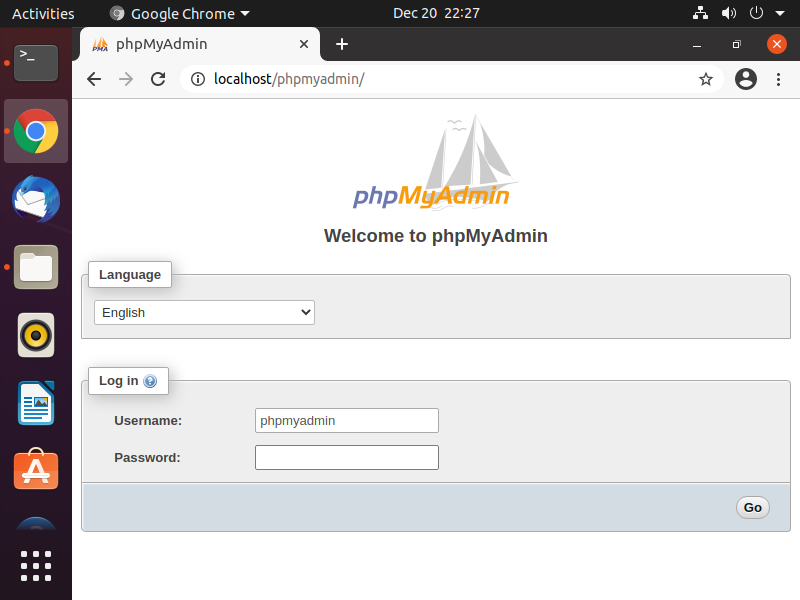 Activities
Google Chrome
Dec 20 22:27
>_
PMA
phpMyAdmin
localhost/phpmyadmin/
phpMyAdmin
Welcome to phpMyAdmin
Language
English
Log in
Username:
phpmyadmin
Password:
Go